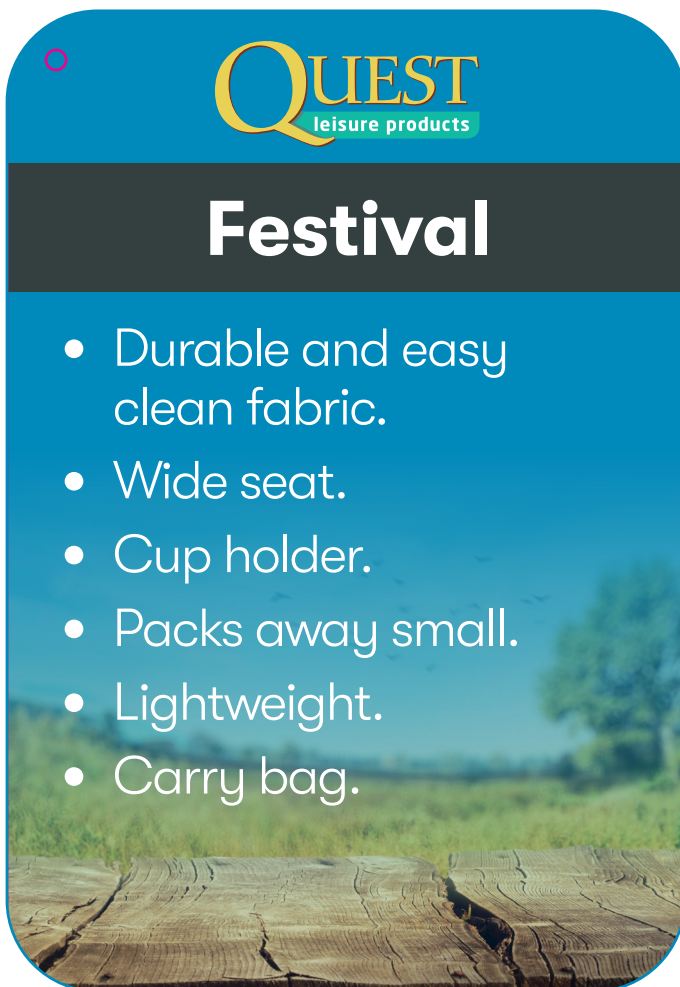 QUEST
leisure products
Festival
• Durable and easy
clean fabric.
• Wide seat.
• Cup holder.
• Packs away small.
• Lightweight.
• Carry bag.